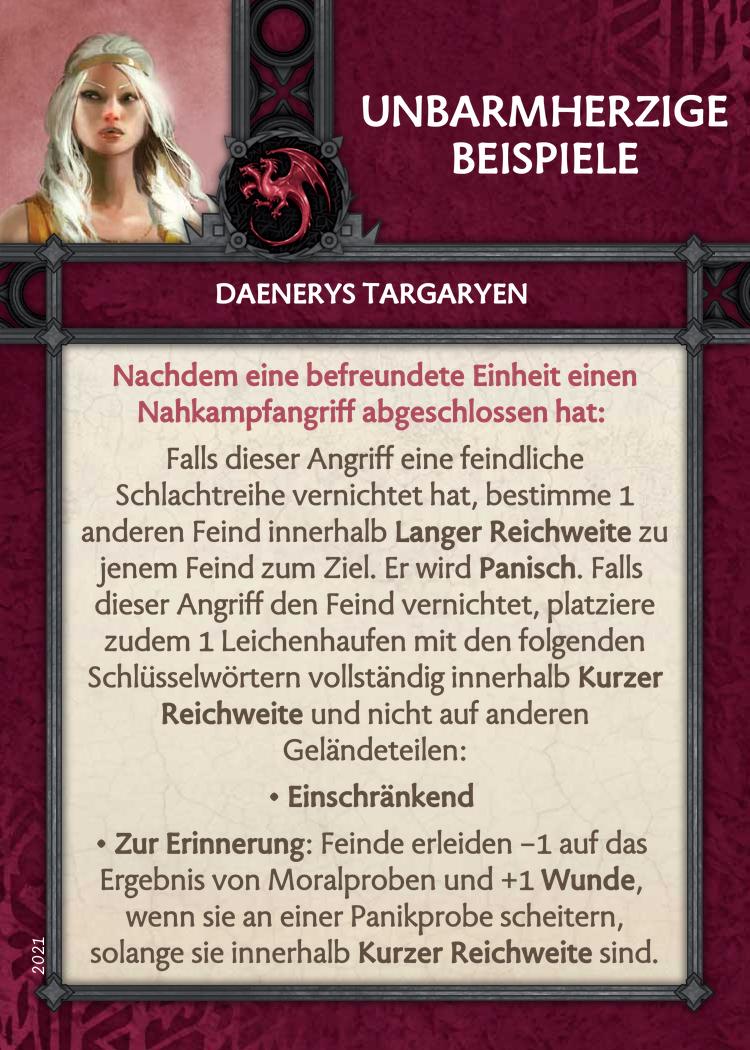 UNBARMHERZIGE
BEISPIELE
DAENERYS TARGARYEN
Nachdem eine befreundete Einheit einen
Nahkampfangriff abgeschlossen hat:
Falls dieser Angriff eine feindliche
Schlachtreihe vernichtet hat, bestimme 1
anderen Feind innerhalb Langer Reichweite zu
jenem Feind zum Ziel. Er wird Panisch. Falls
dieser Angriff den Feind vernichtet, platziere
zudem 1 Leichenhaufen mit den folgenden
Schlüsselwörtern vollständig innerhalb Kurzer
Reichweite und nicht auf anderen
Geländeteilen:
• Einschränkend
• Zur Erinnerung: Feinde erleiden –1 auf das
Ergebnis von Moralproben und +1 Wunde,
wenn sie an einer Panikprobe scheitern,
solange sie innerhalb Kurzer Reichweite sind.
2021